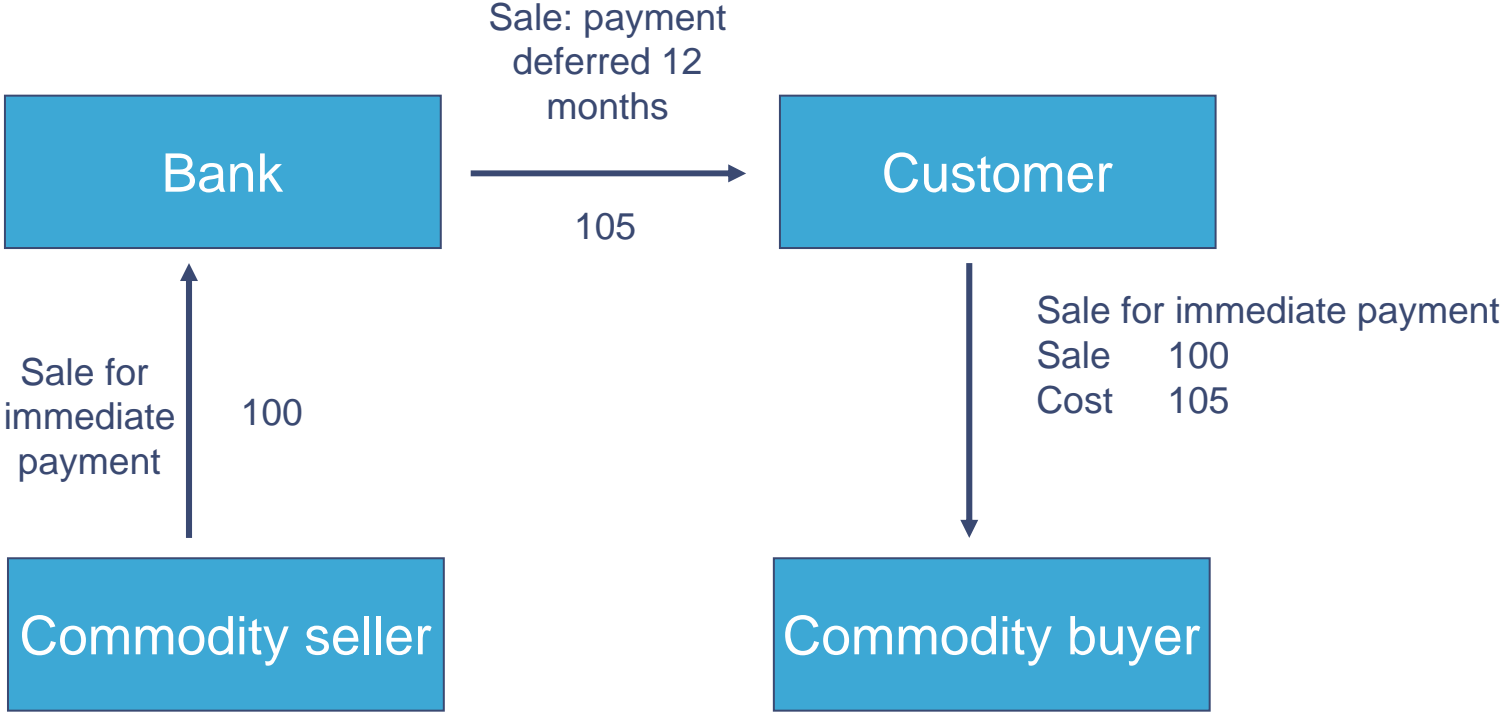 Sale: payment
deferred 12
months
Bank
Customer
105
Sale for immediate payment
Sale 100
Cost 105
Sale for
immediate
payment
100
Commodity seller
Commodity buyer